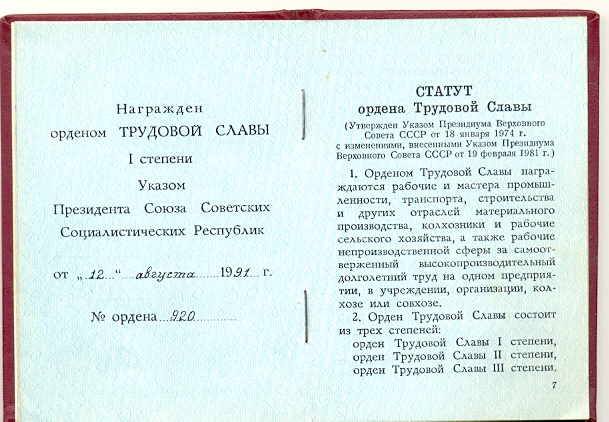 Награжден
орденом ТРУДОВОЙ СЛАВЫ
I степени
Указом
Президента Союза Советских
Социалистических Республик
от „12“ августа 1991 г.
№ ордена 920
СТАТУТ
ордена Трудовой Славы
(Утвержден Указом Президиума Верховного
Совета СССР от 18 января 1974 г.
с изменениями, внесенными Указом Президиума
Верховного Совета СССР от 19 февраля 1981 г.)
1. Орденом Трудовой Славы награ-
ждаются рабочие и мастера промыш-
ленности, транспорта, строительства
и других отраслей материального
производства, колхозники и рабочие
сельского хозяйства, а также рабочие
непроизводственной сферы за самоот-
верженный высокопроизводительный
долголетний труд на одном предприя-
тии, в учреждении, организации, кол-
хозе или совхозе.
2. Орден Трудовой Славы состоит
из трех степеней:
орден Трудовой Славы I степени,
орден Трудовой Славы II степени,
орден Трудовой Славы III степени.
7